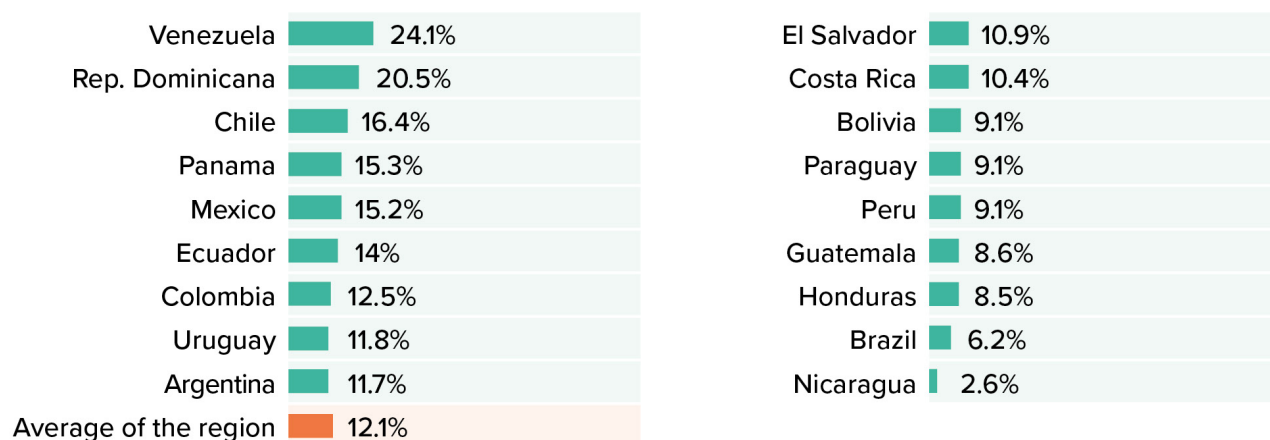 Venezuela 24.1%
Rep. Dominicana 20.5%
Chile 16.4%
Panama 15.3%
Mexico 15.2%
Ecuador 14%
Colombia 12.5%
Uruguay 11.8%
Argentina 11.7%
Average of the region 12.1%
El Salvador 10.9%
Costa Rica 10.4%
Bolivia 9.1%
Paraguay 9.1%
Peru 9.1%
Guatemala 8.6%
Honduras 8.5%
Brazil 6.2%
Nicaragua 2.6%